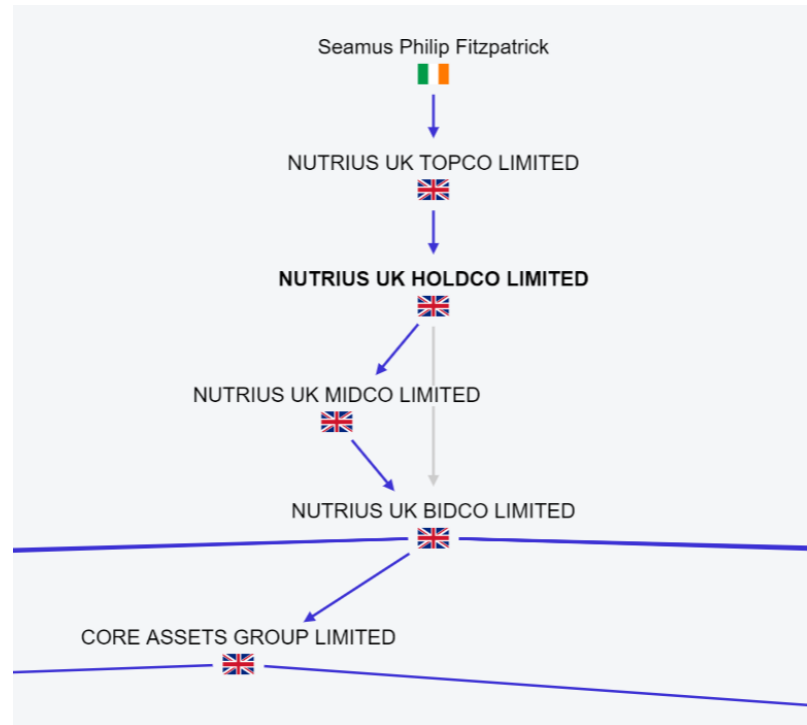 Seamus Philip Fitzpatrick
NUTRIUS UK TOPCO LIMITED
NUTRIUS UK HOLDCO LIMITED
NUTRIUS UK MIDCO LIMITED
NUTRIUS UK BIDCO LIMITED
CORE ASSETS GROUP LIMITED